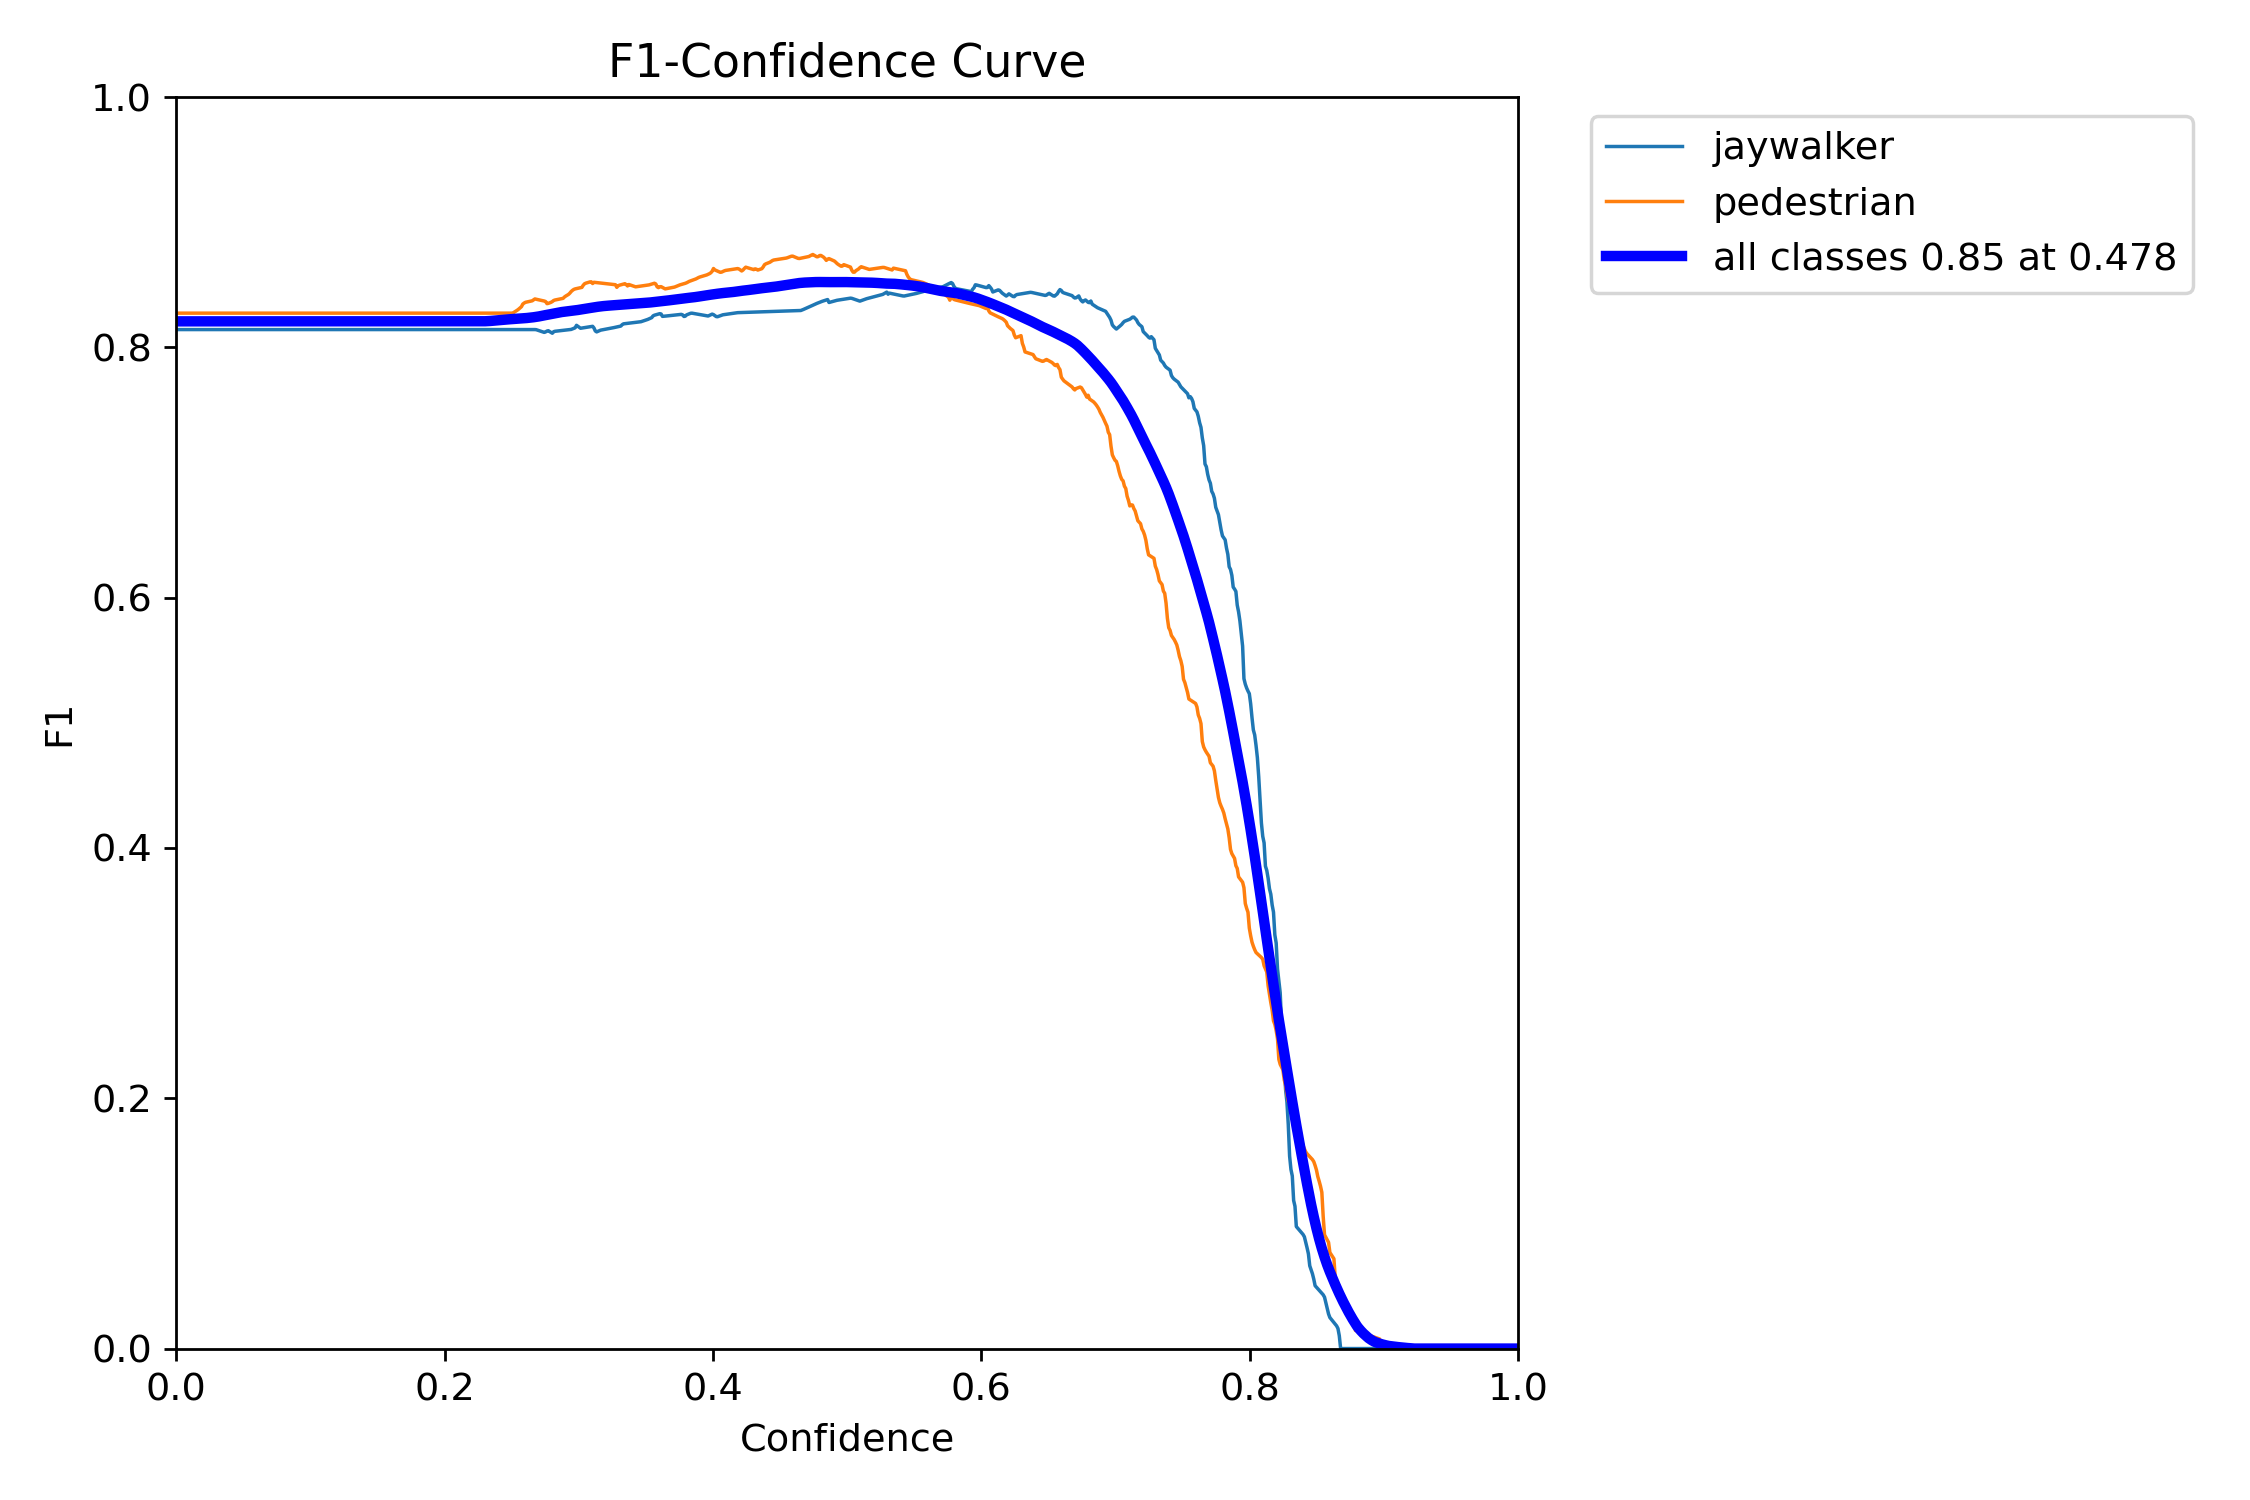 F1-Confidence Curve
1.0
0.8
0.6
0.4
0.2
0.0
F1
0.0 0.2 0.4 0.6 0.8 1.0
Confidence
jaywalker
pedestrian
all classes 0.85 at 0.478